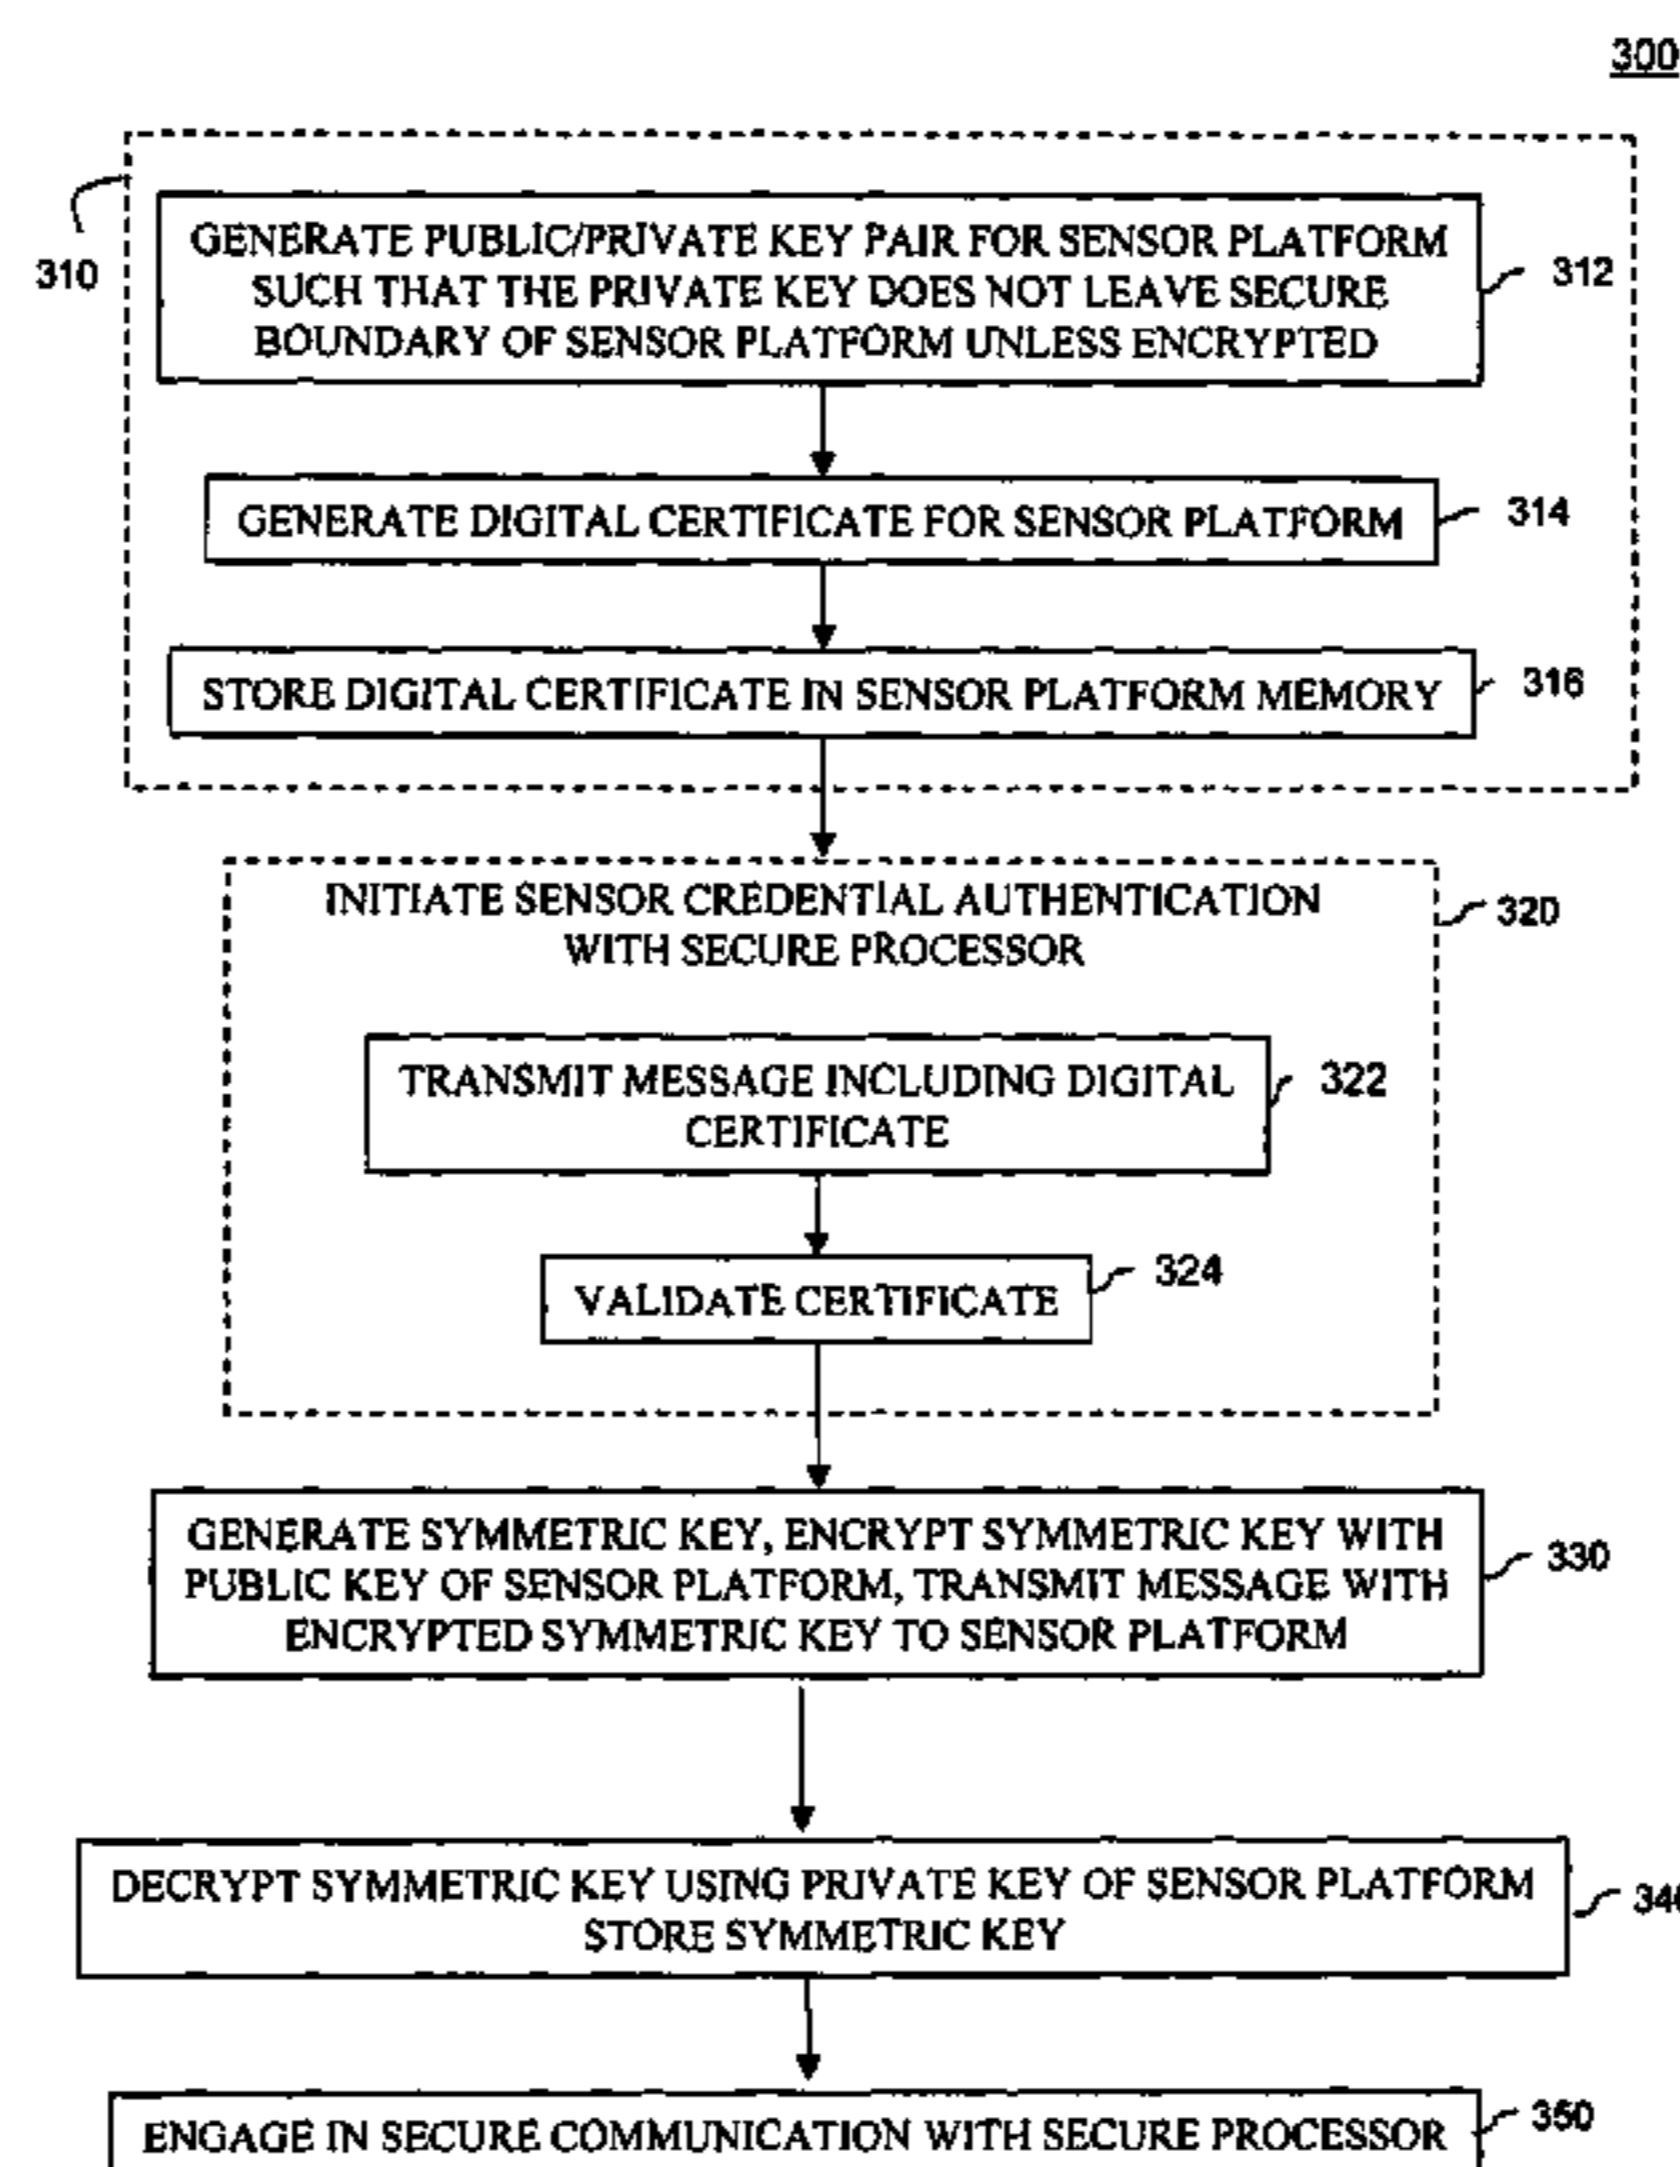 300
310
GENERATE PUBLIC/PRIVATE KEY PAIR FOR SENSOR PLATFORM
SUCH THAT THE PRIVATE KEY DOES NOT LEAVE SECURE
BOUNDARY OF SENSOR PLATFORM UNLESS ENCRYPTED
312
GENERATE DIGITAL CERTIFICATE FOR SENSOR PLATFORM
314
STORE DIGITAL CERTIFICATE IN SENSOR PLATFORM MEMORY
316
INITIATE SENSOR CREDENTIAL AUTHENTICATION
WITH SECURE PROCESSOR
320
TRANSMIT MESSAGE INCLUDING DIGITAL
CERTIFICATE
322
VALIDATE CERTIFICATE
324
GENERATE SYMMETRIC KEY, ENCRYPT SYMMETRIC KEY WITH
PUBLIC KEY OF SENSOR PLATFORM, TRANSMIT MESSAGE WITH
ENCRYPTED SYMMETRIC KEY TO SENSOR PLATFORM
330
DECRYPT SYMMETRIC KEY USING PRIVATE KEY OF SENSOR PLATFORM
STORE SYMMETRIC KEY
340
ENGAGE IN SECURE COMMUNICATION WITH SECURE PROCESSOR
350